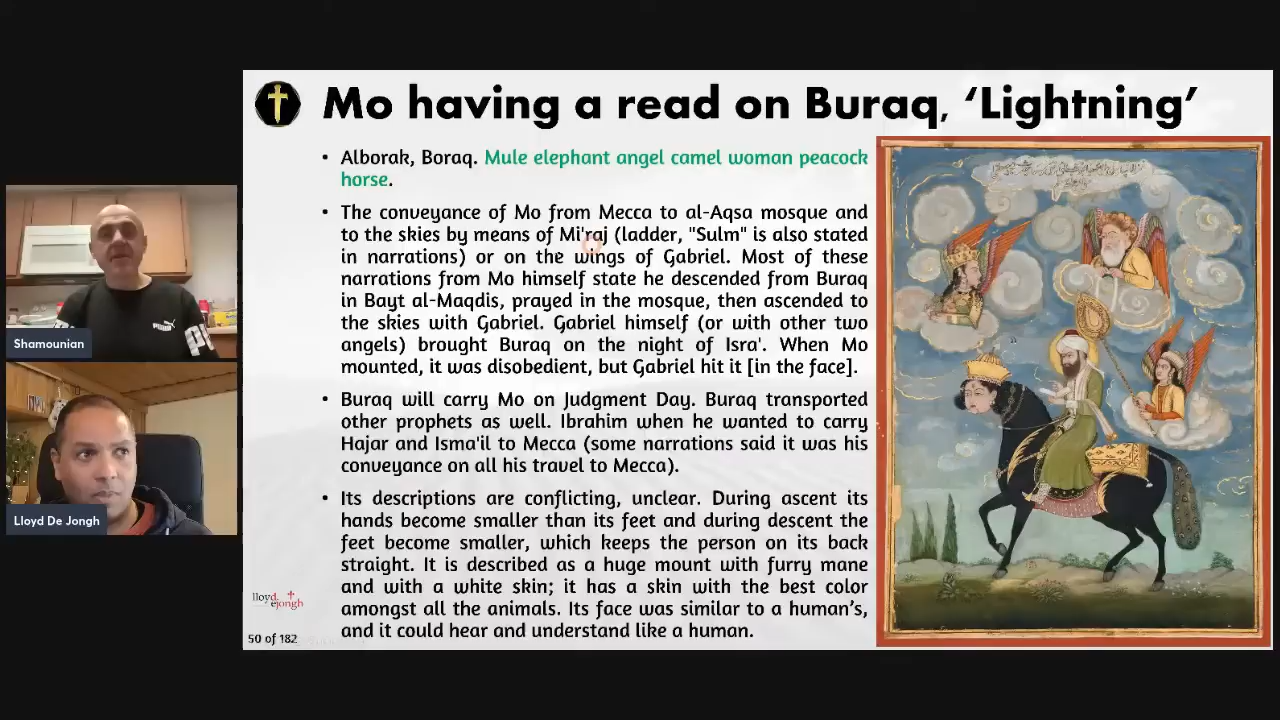 Mo having a read on Buraq, ‘Lightning’
• Alborak, Boraq. Mule elephant angel camel woman peacock
horse.
• The conveyance of Mo from Mecca to al-Aqsa mosque and
to the skies by means of Mi'raj (ladder, "Sulm" is also stated
in narrations) or on the wings of Gabriel. Most of these
narrations from Mo himself state he descended from Buraq
in Bayt al-Maqdis, prayed in the mosque, then ascended to
the skies with Gabriel. Gabriel himself (or with other two
angels) brought Buraq on the night of Isra'. When Mo
mounted, it was disobedient, but Gabriel hit it [in the face].
• Buraq will carry Mo on Judgment Day. Buraq transported
other prophets as well. Ibrahim when he wanted to carry
Hajar and Isma'il to Mecca (some narrations said it was his
conveyance on all his travel to Mecca).
• Its descriptions are conflicting, unclear. During ascent its
hands become smaller than its feet and during descent the
feet become smaller, which keeps the person on its back
straight. It is described as a huge mount with furry mane
and with a white skin; it has a skin with the best color
amongst all the animals. Its face was similar to a human’s,
and it could hear and understand like a human.
Shamounian
Lloyd De Jongh
lloyd
ejongh
50 of 182